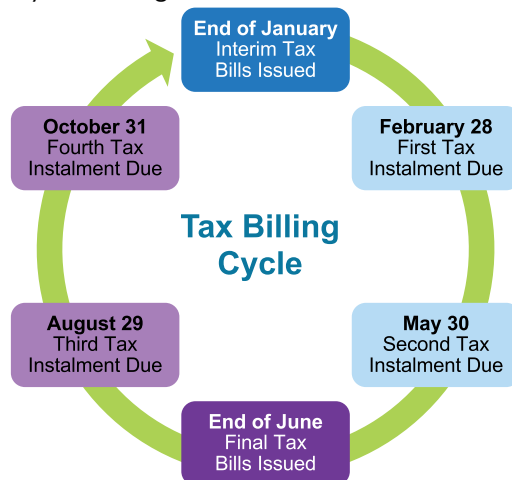 End of January
Interim Tax
Bills Issued
February 28
First Tax
Instalment Due
May 30
Second Tax
Instalment Due
End of June
Final Tax
Bills Issued
August 29
Third Tax
Instalment Due
October 31
Fourth Tax
Instalment Due
Tax Billing
Cycle